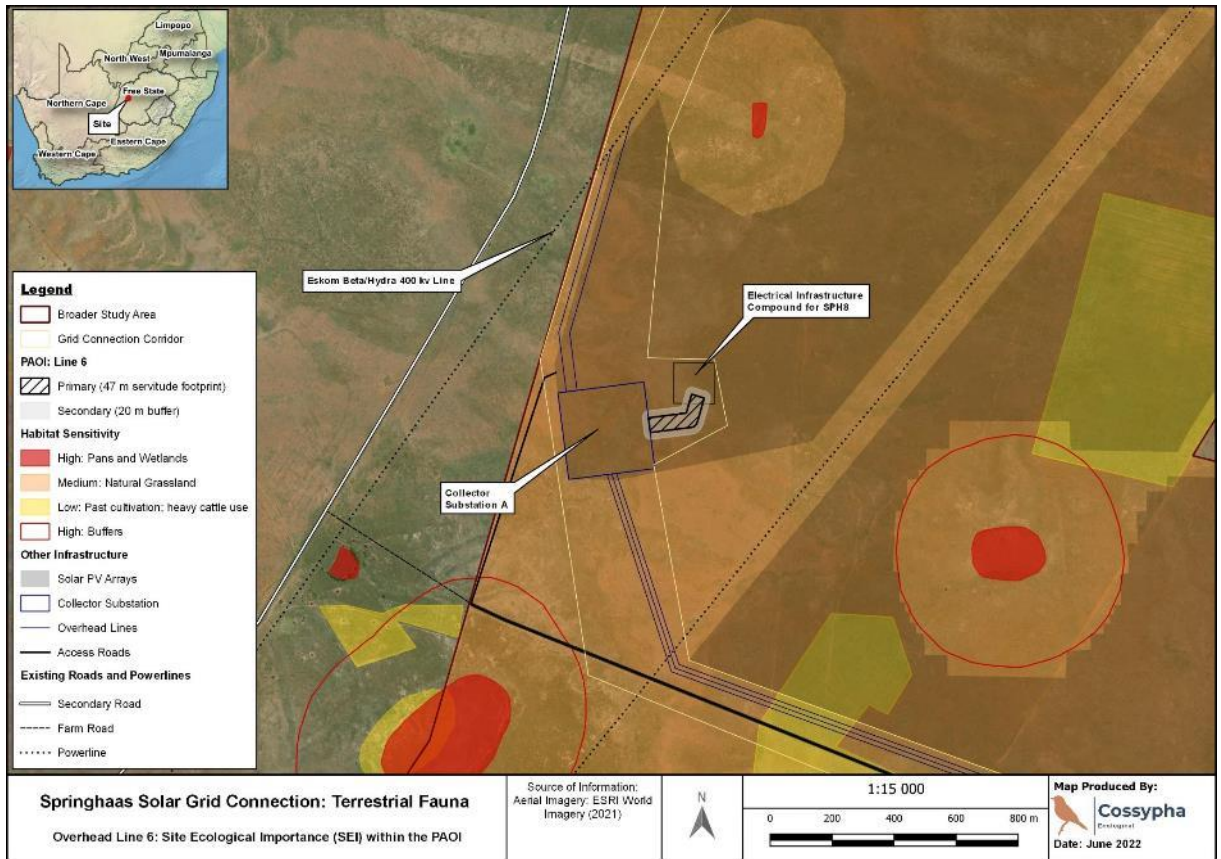 Limpopo
North West
Mpumalanga
Free State
Northern Cape
Site
Eastern Cape
Western Cape
Eskom Beta/Hydra 400 kv Line
Electrical Infrastructure
Compound for SPH8
Collector
Substation A
Legend
Broader Study Area
Grid Connection Corridor
PAOI: Line 6
Primary (47 m servitude footprint)
Secondary (20 m buffer)
Habitat Sensitivity
High: Pans and Wetlands
Medium: Natural Grassland
Low: Past cultivation; heavy cattle use
High: Buffers
Other Infrastructure
Solar PV Arrays
Collector Substation
Overhead Lines
Access Roads
Existing Roads and Powerlines
Secondary Road
Farm Road
Powerline
Springhaas Solar Grid Connection: Terrestrial Fauna
Overhead Line 6: Site Ecological Importance (SEI) within the PAOI
Source of Information:
Aerial Imagery: ESRI World
Imagery (2021)
N
1:15 000
0 200 400 600 800 m
Map Produced By:
Cossypha
Ecological
Date: June 2022